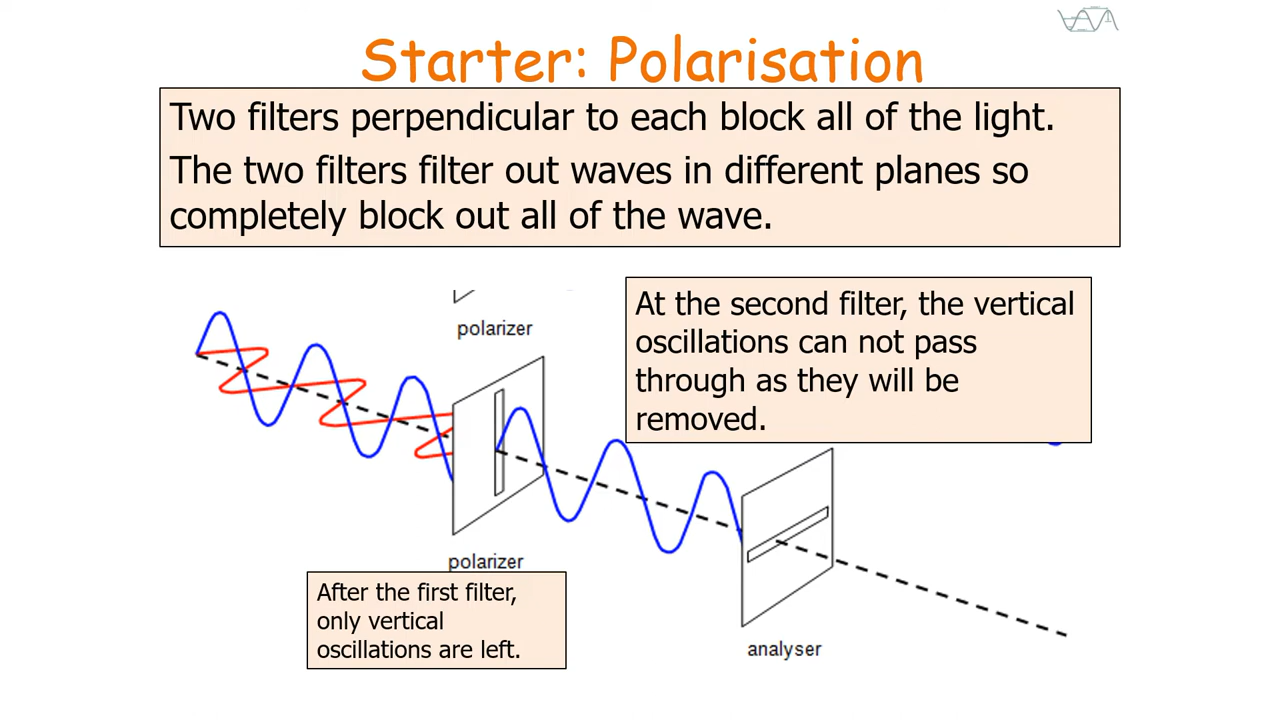 Starter: Polarisation
Two filters perpendicular to each block all of the light.
The two filters filter out waves in different planes so
completely block out all of the wave.
polarizer
At the second filter, the vertical
oscillations can not pass
through as they will be
removed.
polarizer
After the first filter,
only vertical
oscillations are left.
analyser